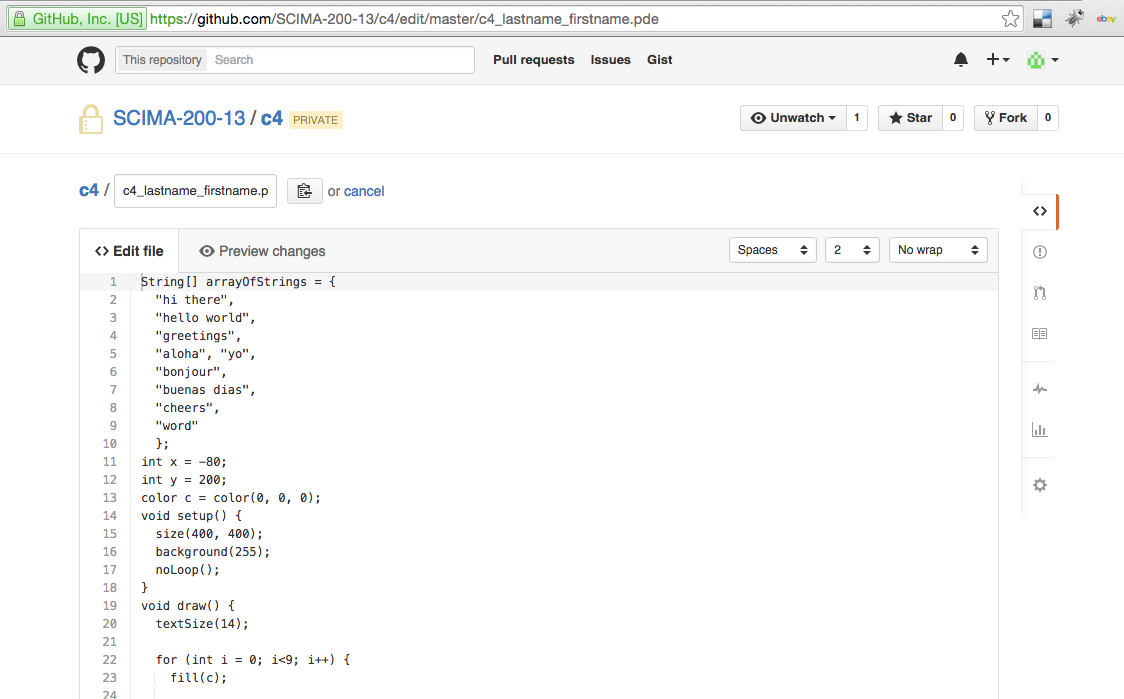 GitHub, Inc. [US] https://github.com/SCIMA-200-13/c4/edit/master/c4_lastname_firstname.pde ebay
This repository Search Pull requests Issues Gist
SCIMA-200-13 / c4 PRIVATE Unwatch 1 Star 0 Fork 0
c4 / c4_lastname_firstname.p or cancel
<> Edit file Preview changes Spaces 2 No wrap
1 String[] arrayOfStrings = {
2 "hi there",
3 "hello world",
4 "greetings",
5 "aloha", "yo",
6 "bonjour",
7 "buenas dias",
8 "cheers",
9 "word"
10 };
11 int x = -80;
12 int y = 200;
13 color c = color(0, 0, 0);
14 void setup() {
15 size(400, 400);
16 background(255);
17 noLoop();
18 }
19 void draw() {
20 textSize(14);
21
22 for (int i = 0; i<9; i++) {
23 fill(c);
24